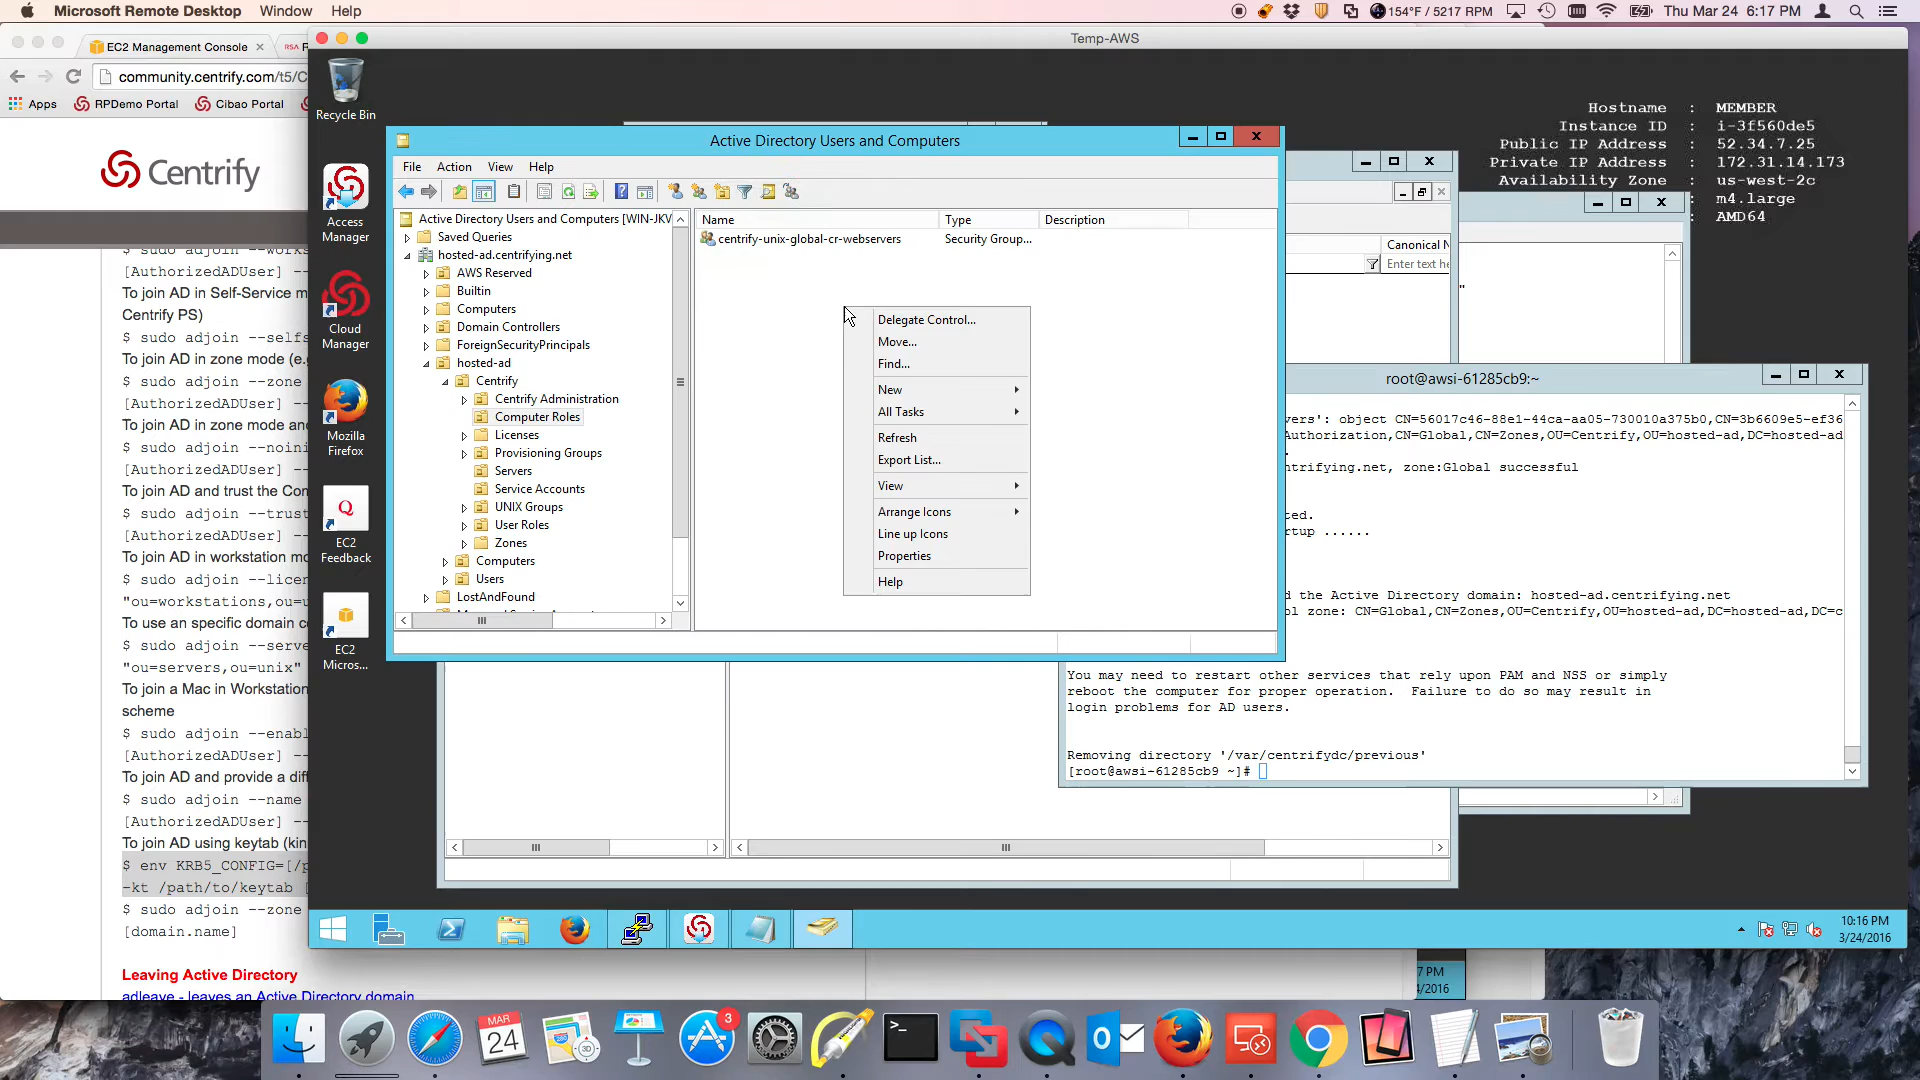 Microsoft Remote Desktop Window Help
154°F / 5217 RPM
Thu Mar 24 6:17 PM
EC2 Management Console
RSA
community.centrify.com/t5/C
Apps RPDemo Portal Cibao Portal
Centrify
[AuthorizedADUser] --
To join AD in Self-Service m
Centrify PS)
$ sudo adjoin --selfs
To join AD in zone mode (e.g
$ sudo adjoin --zone
[AuthorizedADUser] --
To join AD in zone mode and
$ sudo adjoin --noini
[AuthorizedADUser] --
To join AD and trust the Com
$ sudo adjoin --trust
[AuthorizedADUser] --
To join AD in workstation mo
$ sudo adjoin --licen
"ou=workstations,ou=u
To use an specific domain co
$ sudo adjoin --serve
"ou=servers,ou=unix"
To join a Mac in Workstation
scheme
$ sudo adjoin --enabl
[AuthorizedADUser] --
To join AD and provide a diff
$ sudo adjoin --name
[AuthorizedADUser] --
To join AD using keytab (kin
$ env KRB5_CONFIG=[/p
-kt /path/to/keytab [
$ sudo adjoin --zone
[domain.name]
Leaving Active Directory
adleave - leaves an Active Directory domain
Temp-AWS
Recycle Bin
Access
Manager
Cloud
Manager
Mozilla
Firefox
EC2
Feedback
EC2
Micros...
Hostname : MEMBER
Instance ID : i-3f560de5
Public IP Address : 52.34.7.25
Private IP Address : 172.31.14.173
Availability Zone : us-west-2c
: m4.large
: AMD64
Active Directory Users and Computers
File Action View Help
Active Directory Users and Computers [WIN-JKV
Saved Queries
hosted-ad.centrifying.net
AWS Reserved
Builtin
Computers
Domain Controllers
ForeignSecurityPrincipals
hosted-ad
Centrify
Centrify Administration
Computer Roles
Licenses
Provisioning Groups
Servers
Service Accounts
UNIX Groups
User Roles
Zones
Computers
Users
LostAndFound
Name Type Description
centrify-unix-global-cr-webservers Security Group...
Delegate Control...
Move...
Find...
New
All Tasks
Refresh
Export List...
View
Arrange Icons
Line up Icons
Properties
Help
Canonical N
Enter text he
"
root@awsi-61285cb9:~
vers': object CN=56017c46-88e1-44ca-aa05-730010a375b0,CN=3b6609e5-ef36
Authorization,CN=Global,CN=Zones,OU=Centrify,OU=hosted-ad,DC=hosted-ad
.
ntrifying.net, zone:Global successful
ted.
tup ......
d the Active Directory domain: hosted-ad.centrifying.net
l zone: CN=Global,CN=Zones,OU=Centrify,OU=hosted-ad,DC=hosted-ad,DC=c
You may need to restart other services that rely upon PAM and NSS or simply
reboot the computer for proper operation. Failure to do so may result in
login problems for AD users.
Removing directory '/var/centrifydc/previous'
[root@awsi-61285cb9 ~]#
10:16 PM
3/24/2016
7 PM
4/2016
MAR
24
280
3D
3
>_